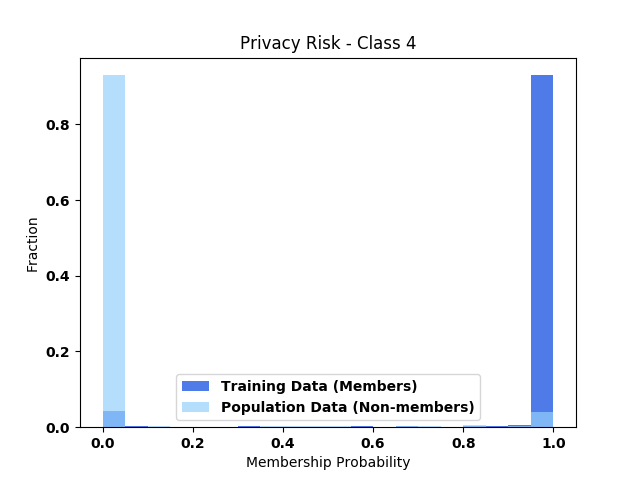 Privacy Risk - Class 4
Fraction
0.8
0.6
0.4
0.2
0.0
Training Data (Members)
Population Data (Non-members)
0.0 0.2 0.4 0.6 0.8 1.0
Membership Probability